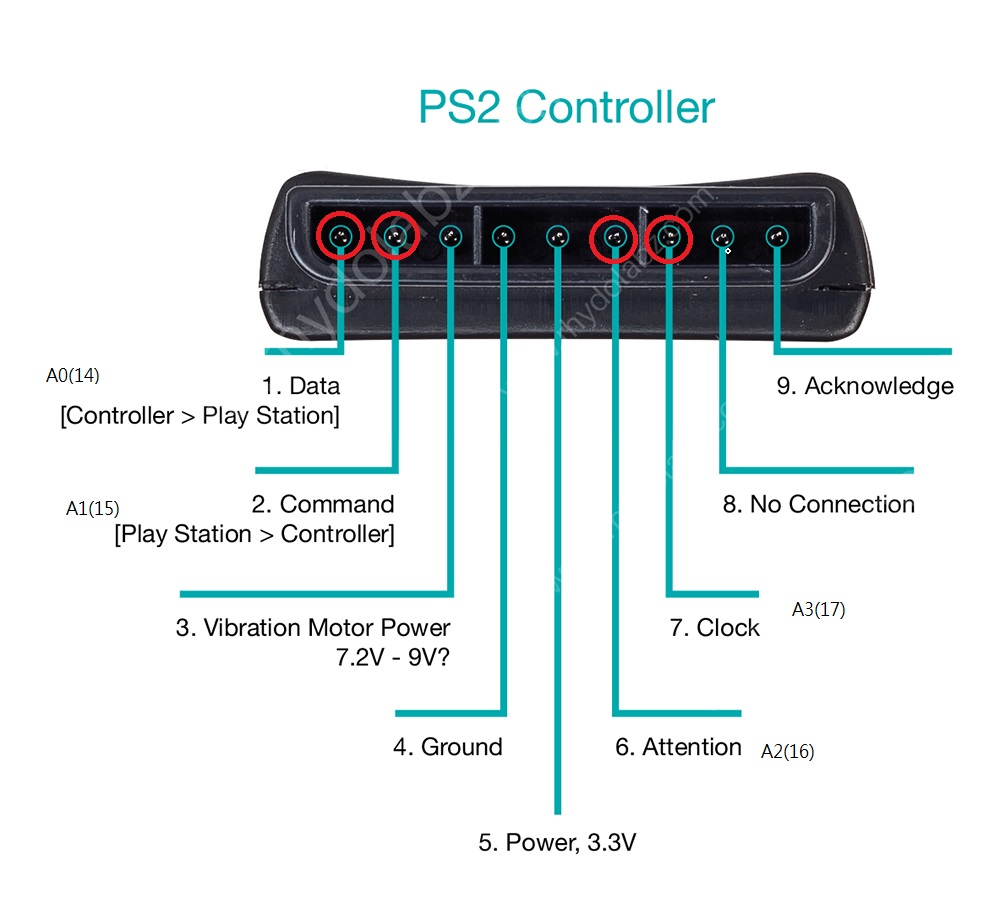 PS2 Controller
A0(14)
1. Data
[Controller > Play Station]
9. Acknowledge
A1(15)
2. Command
[Play Station > Controller]
8. No Connection
3. Vibration Motor Power
7.2V - 9V?
7. Clock
A3(17)
4. Ground
6. Attention
A2(16)
5. Power, 3.3V